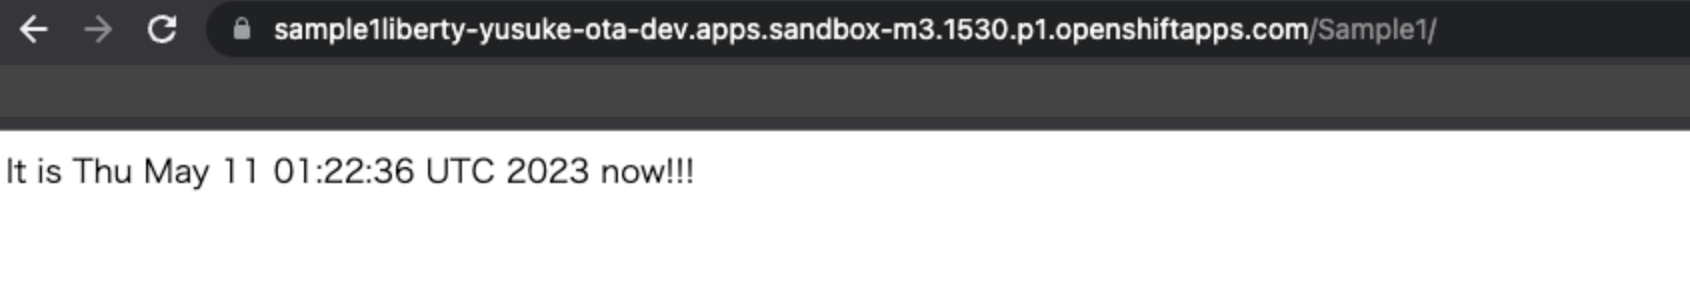 sample1liberty-yusuke-ota-dev.apps.sandbox-m3.1530.p1.openshiftapps.com/Sample1/
It is Thu May 11 01:22:36 UTC 2023 now!!!